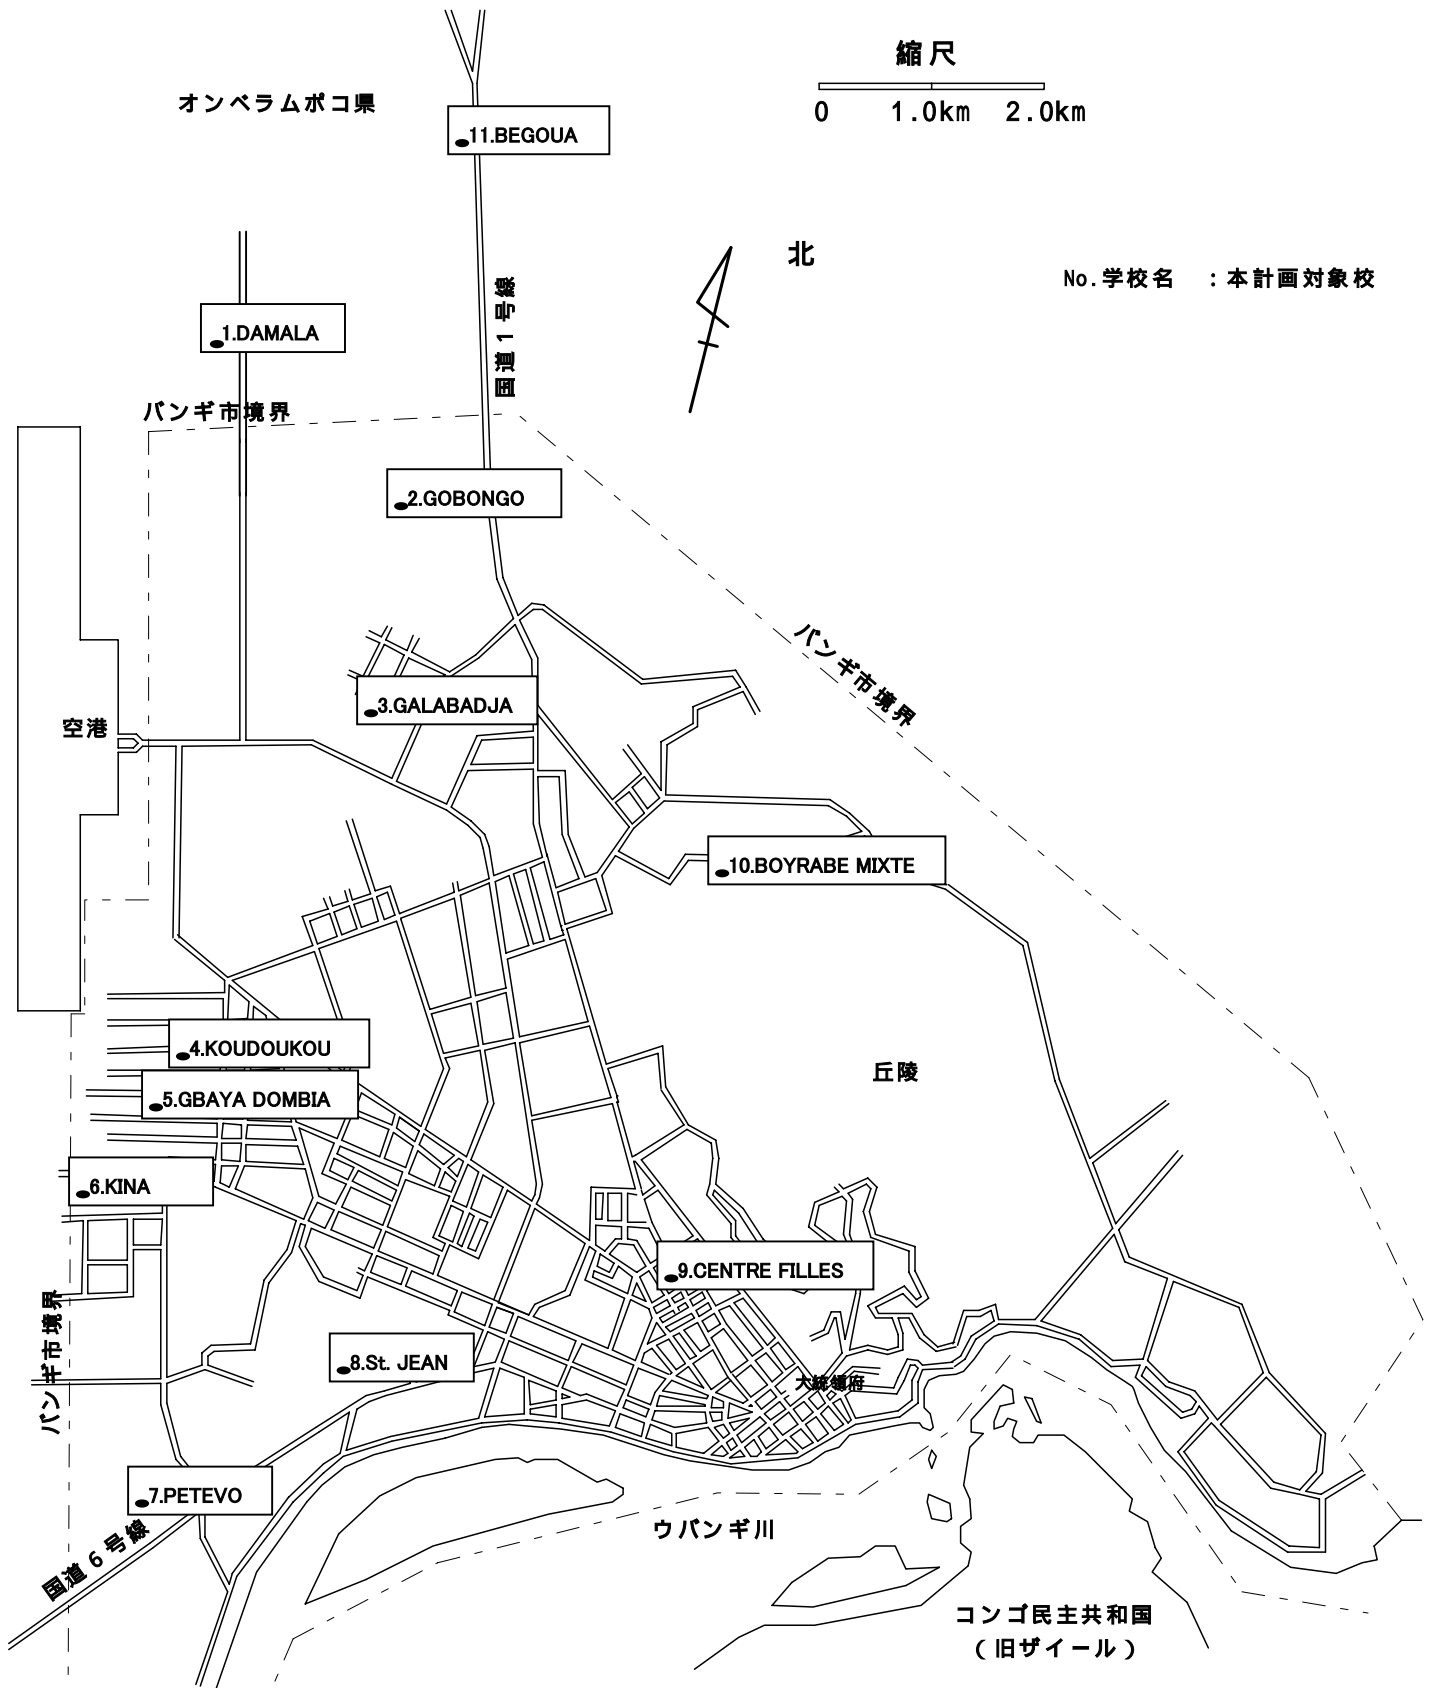 縮尺
0 1.0km 2.0km
オンベラムポコ県
11.BEGOUA
北
No.学校名 :本計画対象校
国道1号線
1.DAMALA
バンギ市境界
2.GOBONGO
バンギ市境界
3.GALABADJA
空港
10.BOYRABE MIXTE
4.KOUDOUKOU
丘陵
5.GBAYA DOMBIA
6.KINA
9.CENTRE FILLES
バンギ市境界
8.St. JEAN
大統領府
7.PETEVO
ウバンギ川
国道6号線
コンゴ民主共和国
(旧ザイール)